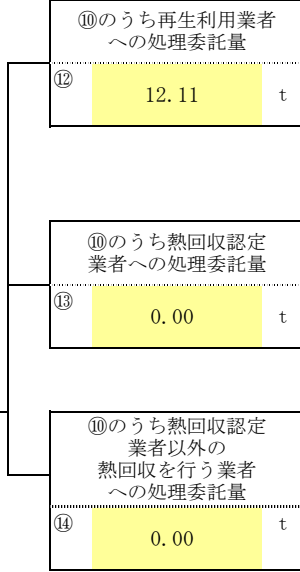 ⑩のうち再生利用業者
への処理委託量
⑫
12.11 t
⑩のうち熱回収認定
業者への処理委託量
⑬
0.00 t
⑩のうち熱回収認定
業者以外の
熱回収を行う業者
への処理委託量
⑭
0.00 t